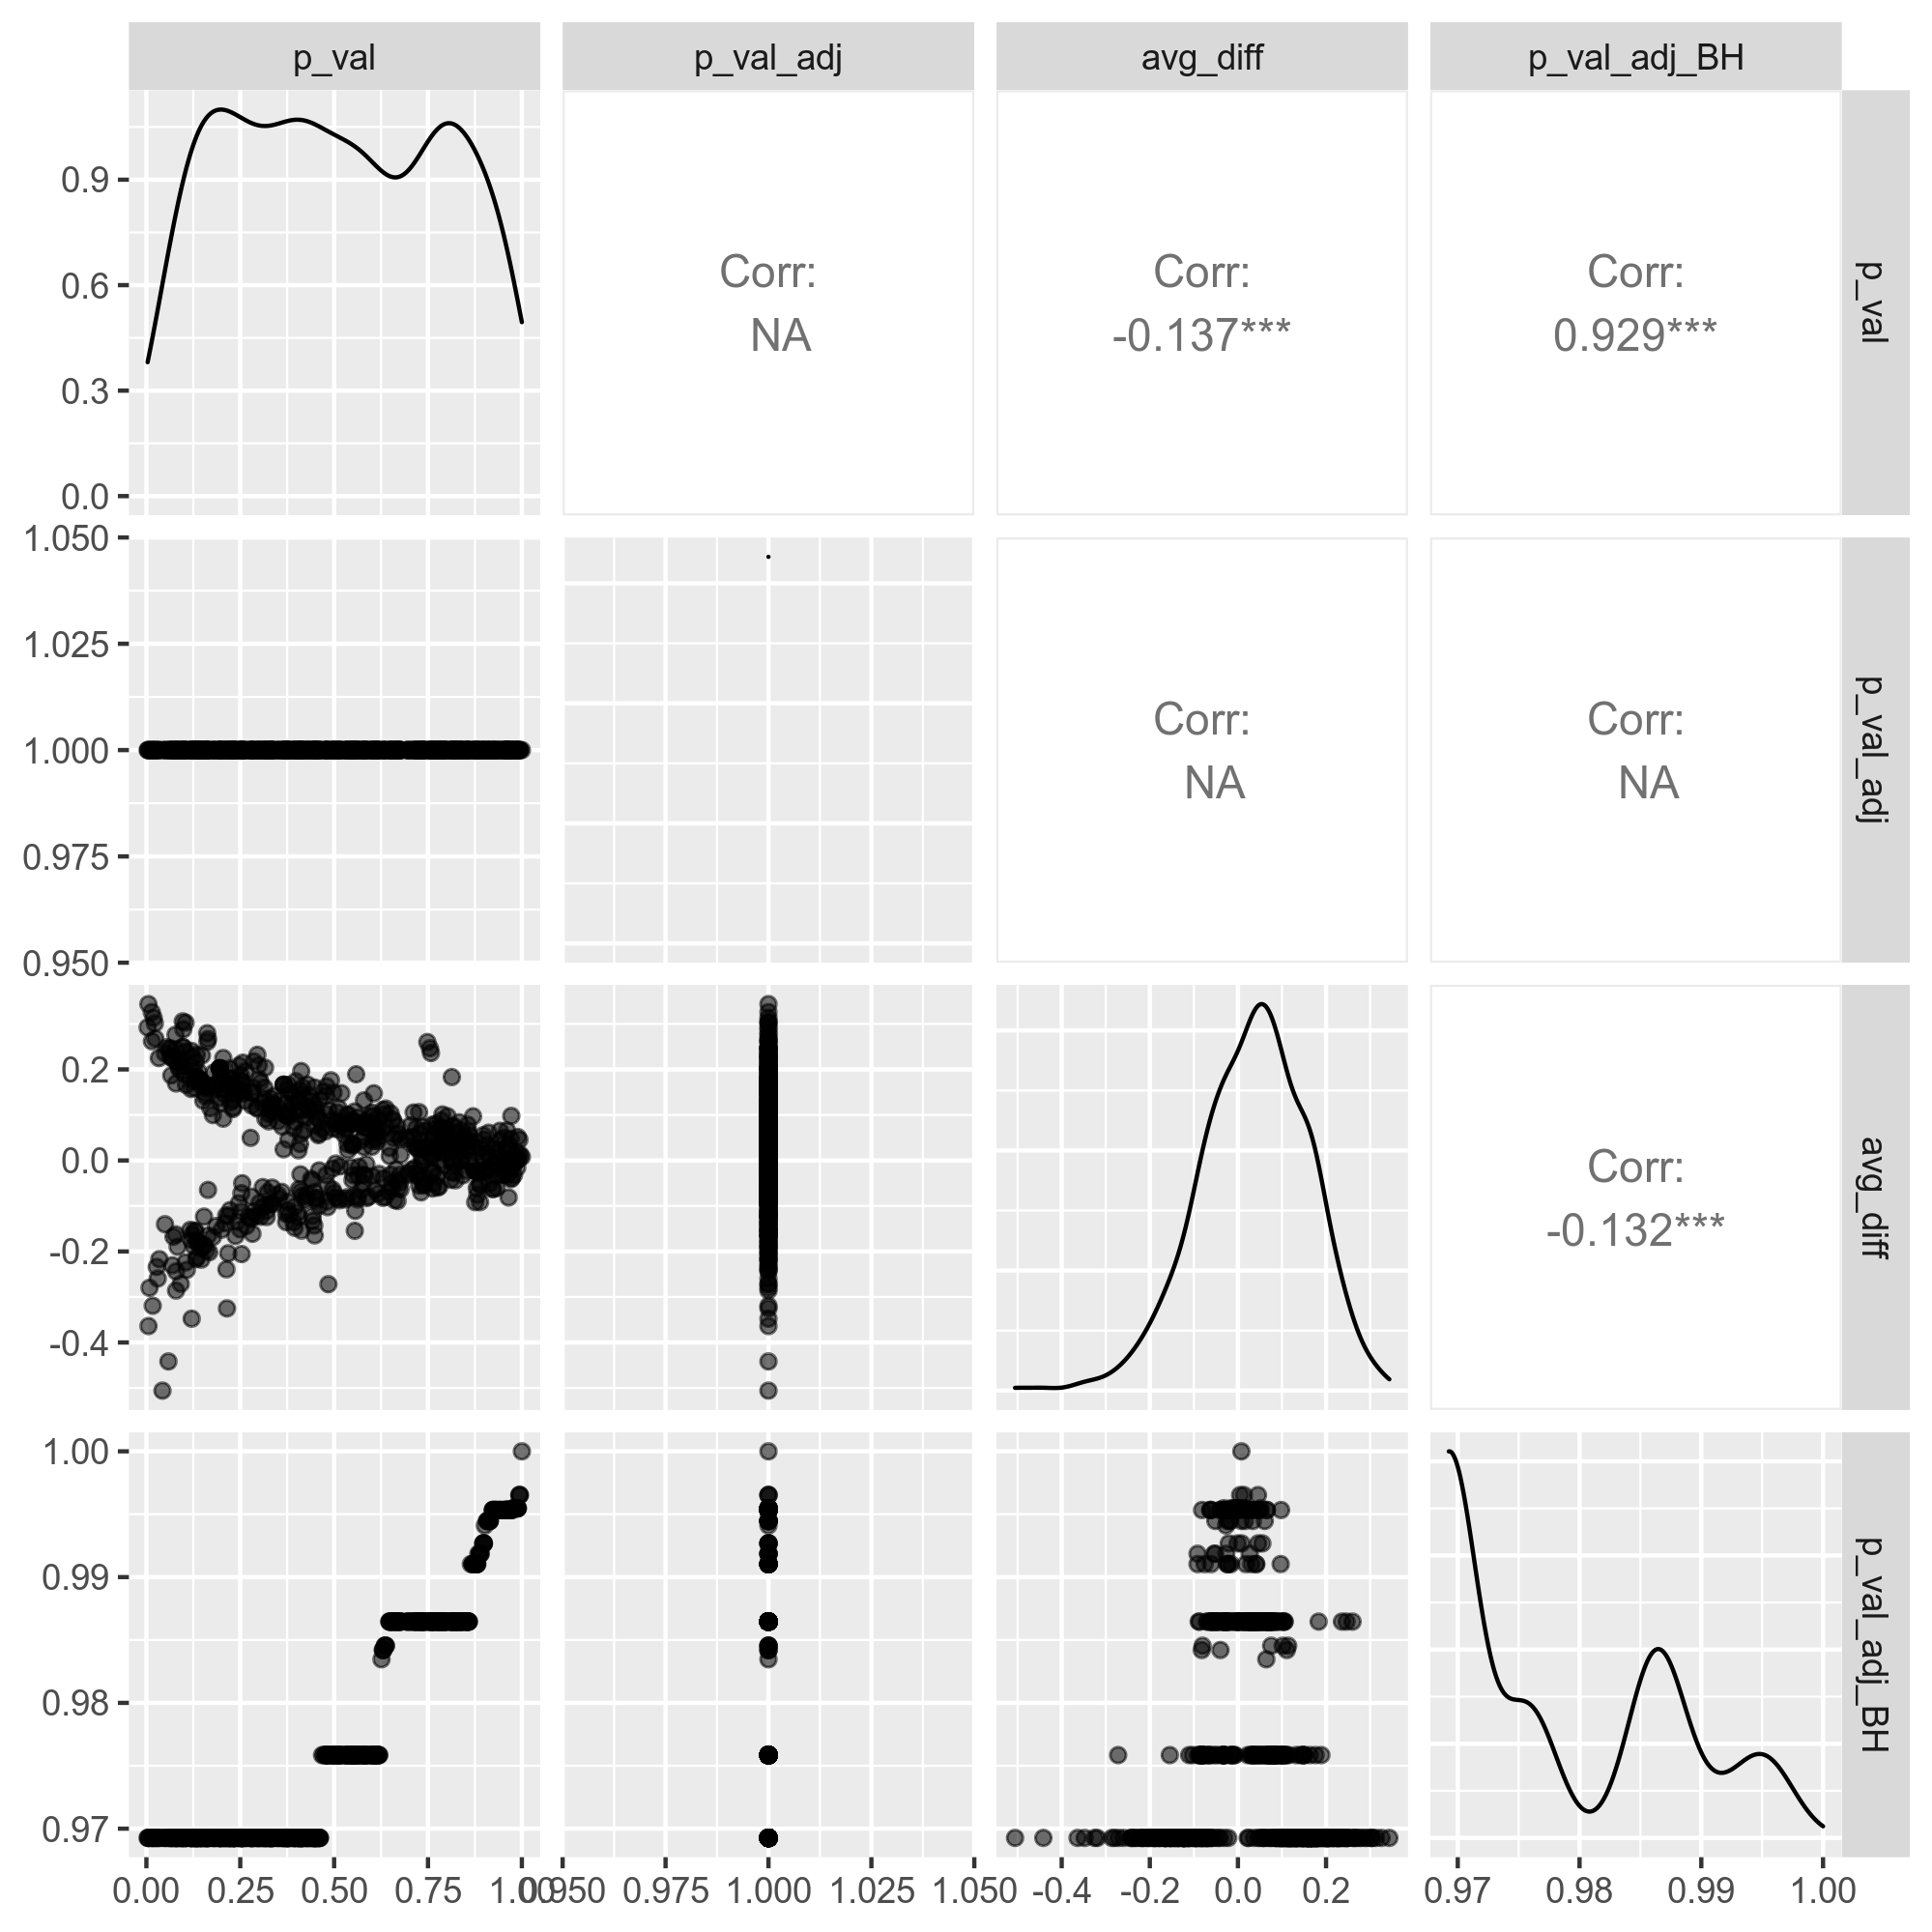 p_val
p_val_adj
avg_diff
p_val_adj_BH
0.9
0.6
0.3
0.0
Corr:
NA
Corr:
-0.137***
Corr:
0.929***
p_val
1.050
1.025
1.000
0.975
0.950
Corr:
NA
Corr:
NA
p_val_adj
0.2
0.0
-0.2
-0.4
Corr:
-0.132***
avg_diff
1.00
0.99
0.98
0.97
p_val_adj_BH
0.00 0.25 0.50 0.75 1.00
0.950 0.975 1.000 1.025 1.050
-0.4 -0.2 0.0 0.2
0.97 0.98 0.99 1.00